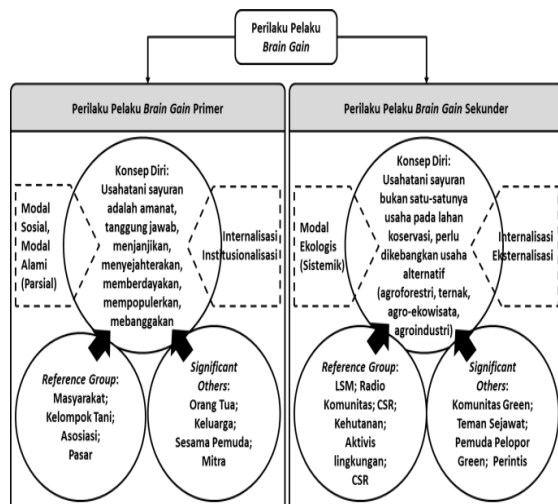 Perilaku Pelaku
Brain Gain
Perilaku Pelaku Brain Gain Primer
Konsep Diri:
Usahatani sayuran
adalah amanat,
tanggung jawab,
menjanjikan,
menyejahterakan,
memberdayakan,
mempopulerkan,
mebanggakan
Modal
Sosial,
Modal
Alami
(Parsial)
Internalisasi
Institusionalisasi
Reference Group:
Masyarakat;
Kelompok Tani;
Asosiasi;
Pasar
Significant
Others:
Orang Tua;
Keluarga;
Sesama Pemuda;
Mitra
Perilaku Pelaku Brain Gain Sekunder
Konsep Diri:
Usahatani sayuran
bukan satu-satunya
usaha pada lahan
koservasi, perlu
dikebangkan usaha
alternatif
(agroforestri, ternak,
agro-ekowisata,
agroindustri)
Modal
Ekologis
(Sistemik)
Internalisasi
Eksternalisasi
Reference Group:
LSM; Radio
Komunitas; CSR;
Kehutanan;
Aktivis
lingkungan;
CSR
Significant
Others:
Komunitas Green;
Teman Sejawat;
Pemuda Pelopor
Green; Perintis